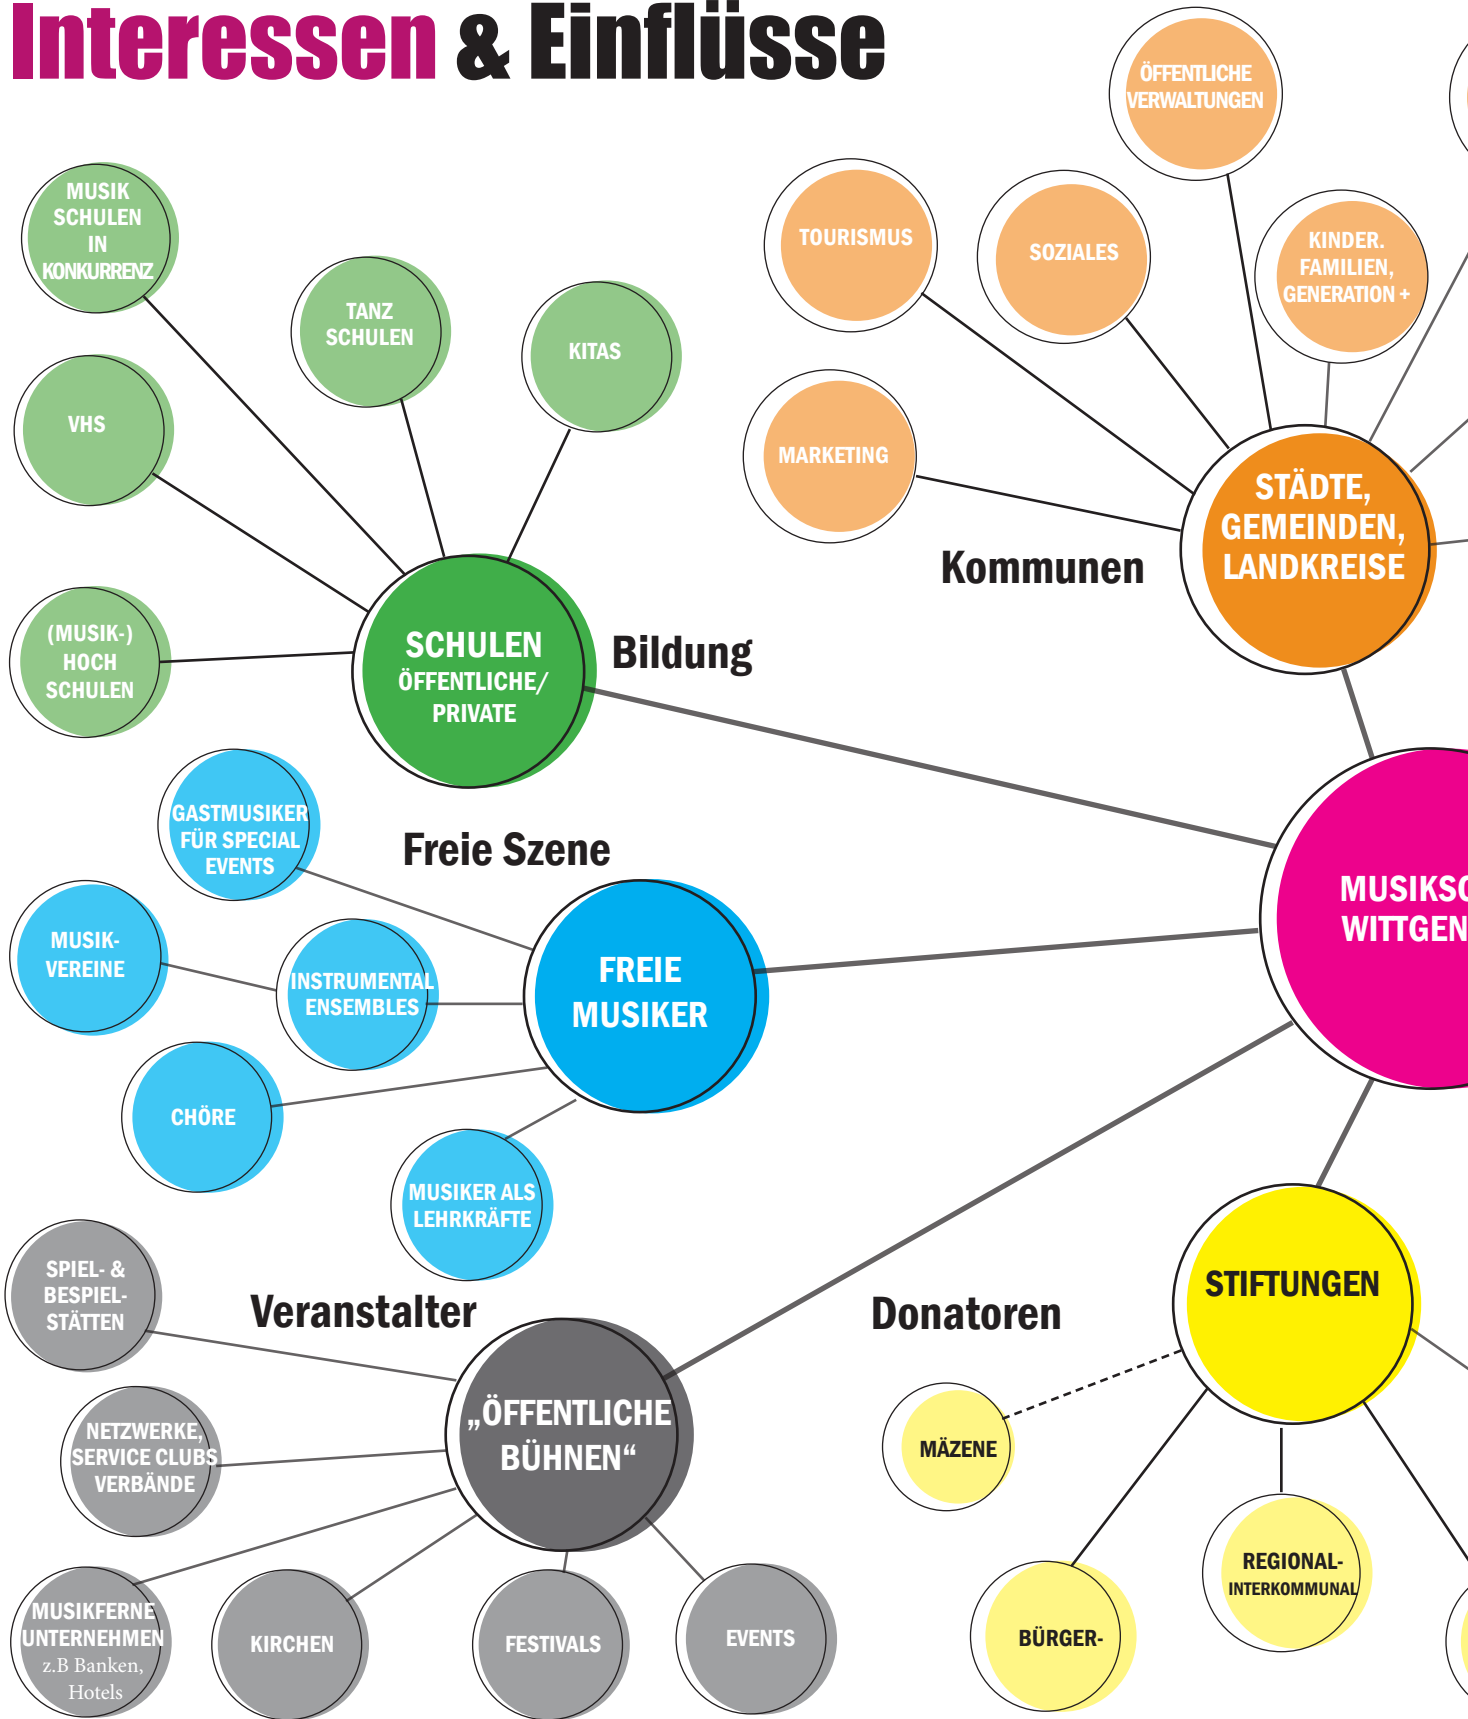 Interessen & Einflüsse
ÖFFENTLICHE
VERWALTUNGEN
TOURISMUS
SOZIALES
KINDER.
FAMILIEN,
GENERATION +
MARKETING
STÄDTE,
GEMEINDEN,
LANDKREISE
Kommunen
MUSIK
SCHULEN
IN
KONKURRENZ
TANZ
SCHULEN
KITAS
VHS
(MUSIK-)
HOCH
SCHULEN
SCHULEN
ÖFFENTLICHE/
PRIVATE
Bildung
GASTMUSIKER
FÜR SPECIAL
EVENTS
Freie Szene
MUSIK-
VEREINE
INSTRUMENTAL
ENSEMBLES
FREIE
MUSIKER
CHÖRE
MUSIKER ALS
LEHRKRÄFTE
MUSIKSC
WITTGEN
SPIEL- &
BESPIEL-
STÄTTEN
Veranstalter
NETZWERKE,
SERVICE CLUBS
VERBÄNDE
„ÖFFENTLICHE
BÜHNEN“
MUSIKFERNE
UNTERNEHMEN
z.B Banken,
Hotels
KIRCHEN
FESTIVALS
EVENTS
Donatoren
STIFTUNGEN
MÄZENE
BÜRGER-
REGIONAL-
INTERKOMMUNAL